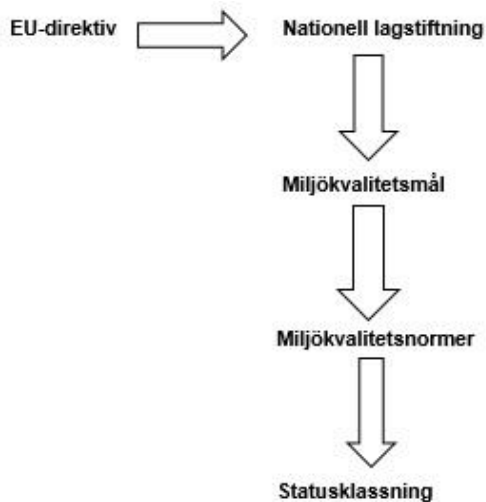 EU-direktiv
Nationell lagstiftning
Miljökvalitetsmål
Miljökvalitetsnormer
Statusklassning